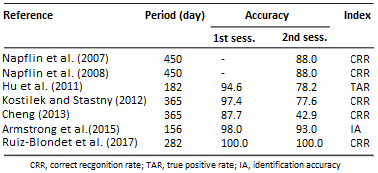 Reference Period (day) Accuracy Index
1st sess. 2nd sess.
Napflin et al. (2007) 450 - 88.0 CRR
Napflin et al. (2008) 450 - 88.0 CRR
Hu et al. (2011) 182 94.6 78.2 TAR
Kostilek and Stastny (2012) 365 97.4 77.6 CRR
Cheng (2013) 365 87.7 42.9 CRR
Armstrong et al.(2015) 156 98.0 93.0 IA
Ruiz-Blondet et al. (2017) 282 100.0 100.0 CRR
CRR, correct recgonition rate; TAR, true positive rate; IA, identification accuracy